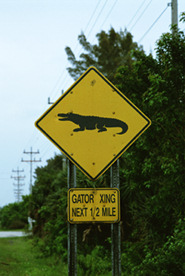 GATOR XING
NEXT 1/2 MILE